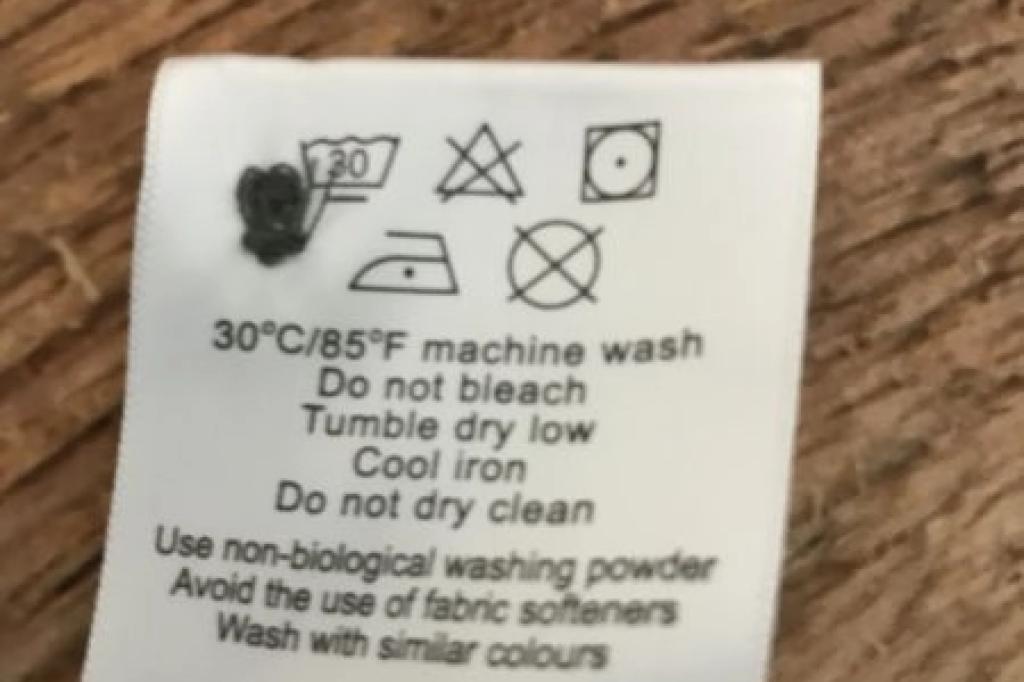 30
30°C/85°F machine wash
Do not bleach
Tumble dry low
Cool iron
Do not dry clean
Use non-biological washing powder
Avoid the use of fabric softeners
Wash with similar colours